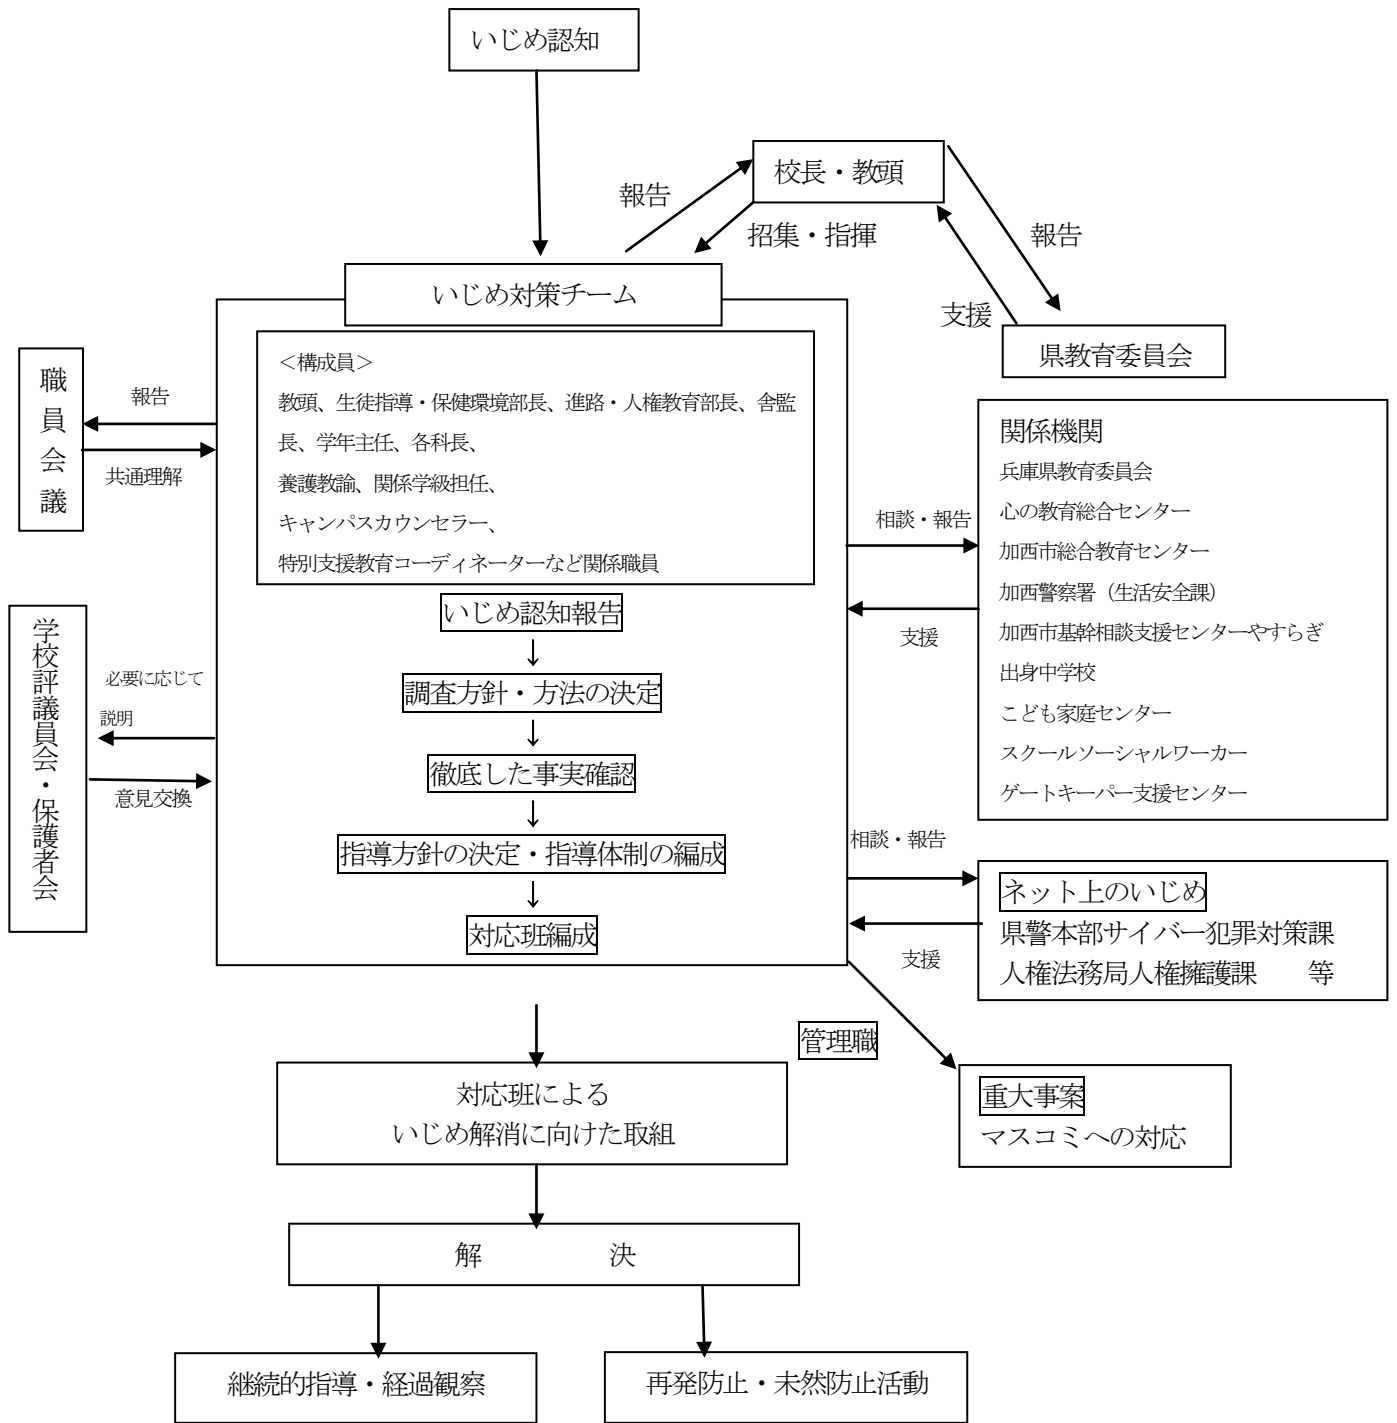 いじめ認知
校長・教頭
報告
招集・指揮
報告
支援
県教育委員会
いじめ対策チーム
<構成員>
教頭、生徒指導・保健環境部長、進路・人権教育部長、舎監
長、学年主任、各科長、
養護教諭、関係学級担任、
キャンパスカウンセラー、
特別支援教育コーディネーターなど関係職員
職員会議
報告
共通理解
学校評議員会・保護者会
必要に応じて
説明
意見交換
いじめ認知報告
↓
調査方針・方法の決定
↓
徹底した事実確認
↓
指導方針の決定・指導体制の編成
↓
対応班編成
相談・報告
支援
関係機関
兵庫県教育委員会
心の教育総合センター
加西市総合教育センター
加西警察署(生活安全課)
加西市基幹相談支援センターやすらぎ
出身中学校
こども家庭センター
スクールソーシャルワーカー
ゲートキーパー支援センター
相談・報告
支援
ネット上のいじめ
県警本部サイバー犯罪対策課
人権法務局人権擁護課　　等
管理職
重大事案
マスコミへの対応
対応班による
いじめ解消に向けた取組
解　　　　　決
継続的指導・経過観察
再発防止・未然防止活動